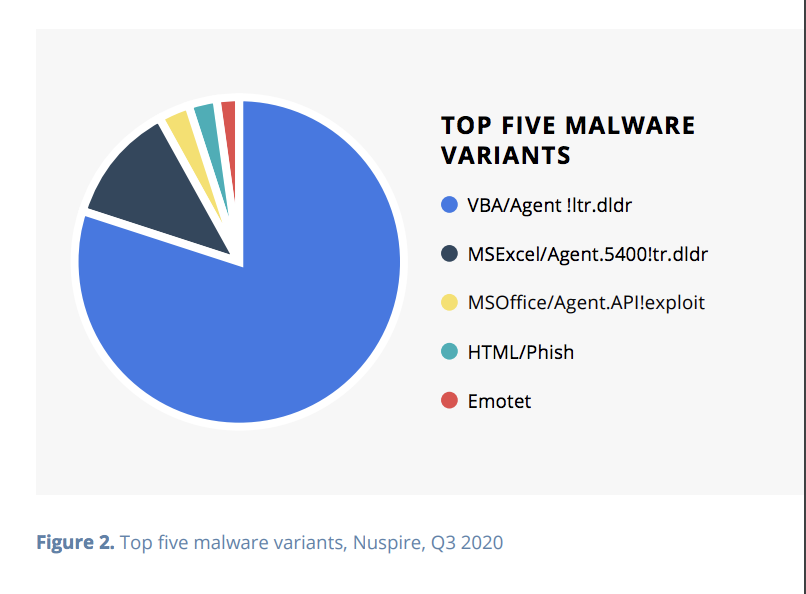 TOP FIVE MALWARE
VARIANTS
VBA/Agent !ltr.dldr
MSExcel/Agent.5400!tr.dldr
MSOffice/Agent.API!exploit
HTML/Phish
Emotet
Figure 2. Top five malware variants, Nuspire, Q3 2020